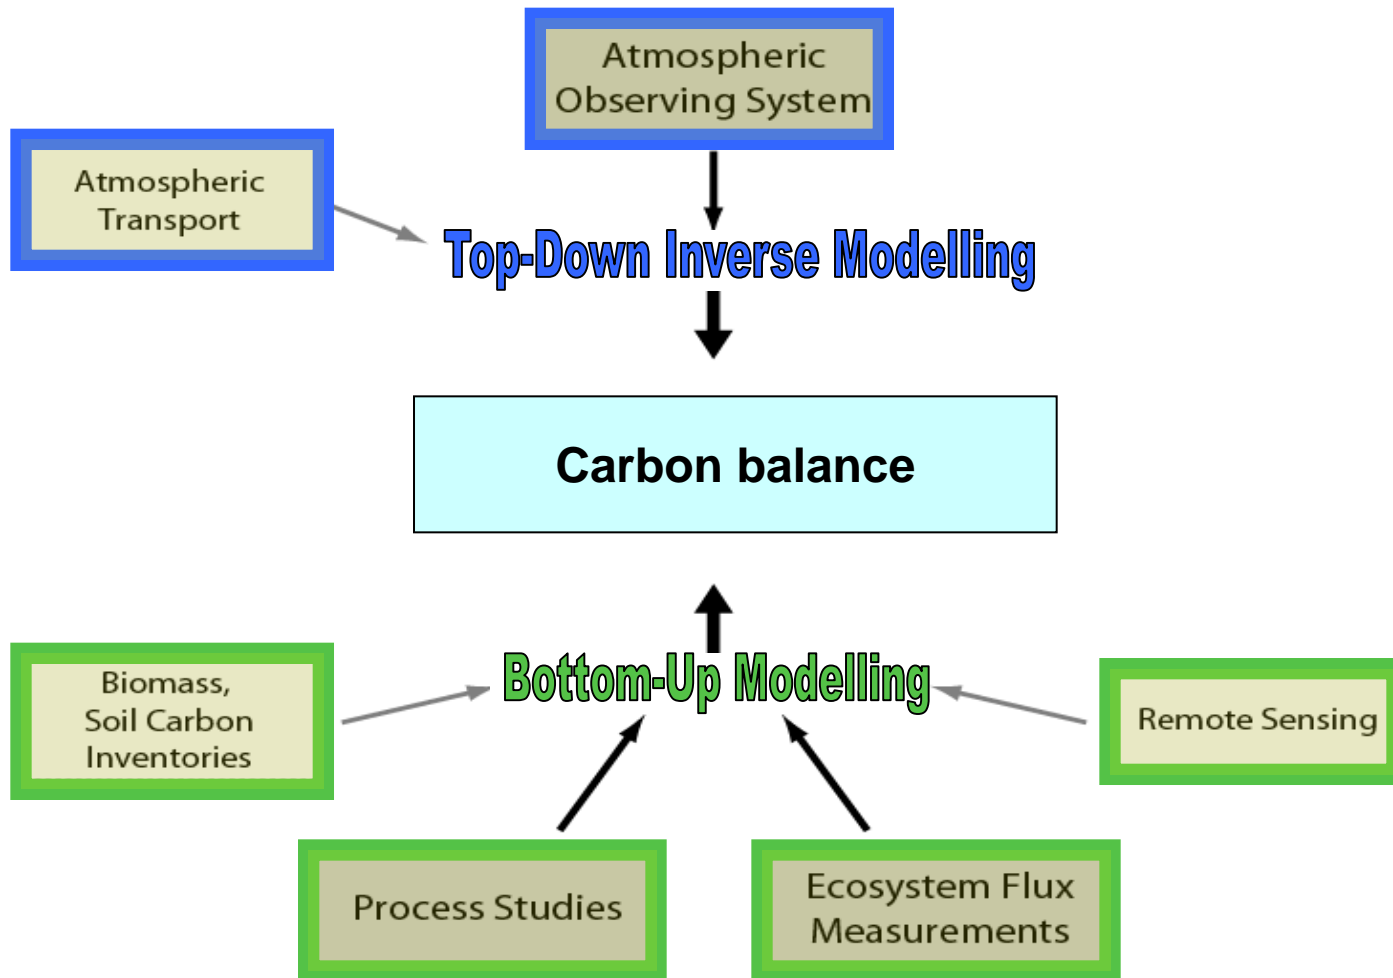 Atmospheric
Observing System
Atmospheric
Transport
Top-Down Inverse Modelling
Carbon balance
Bottom-Up Modelling
Biomass,
Soil Carbon
Inventories
Remote Sensing
Process Studies
Ecosystem Flux
Measurements